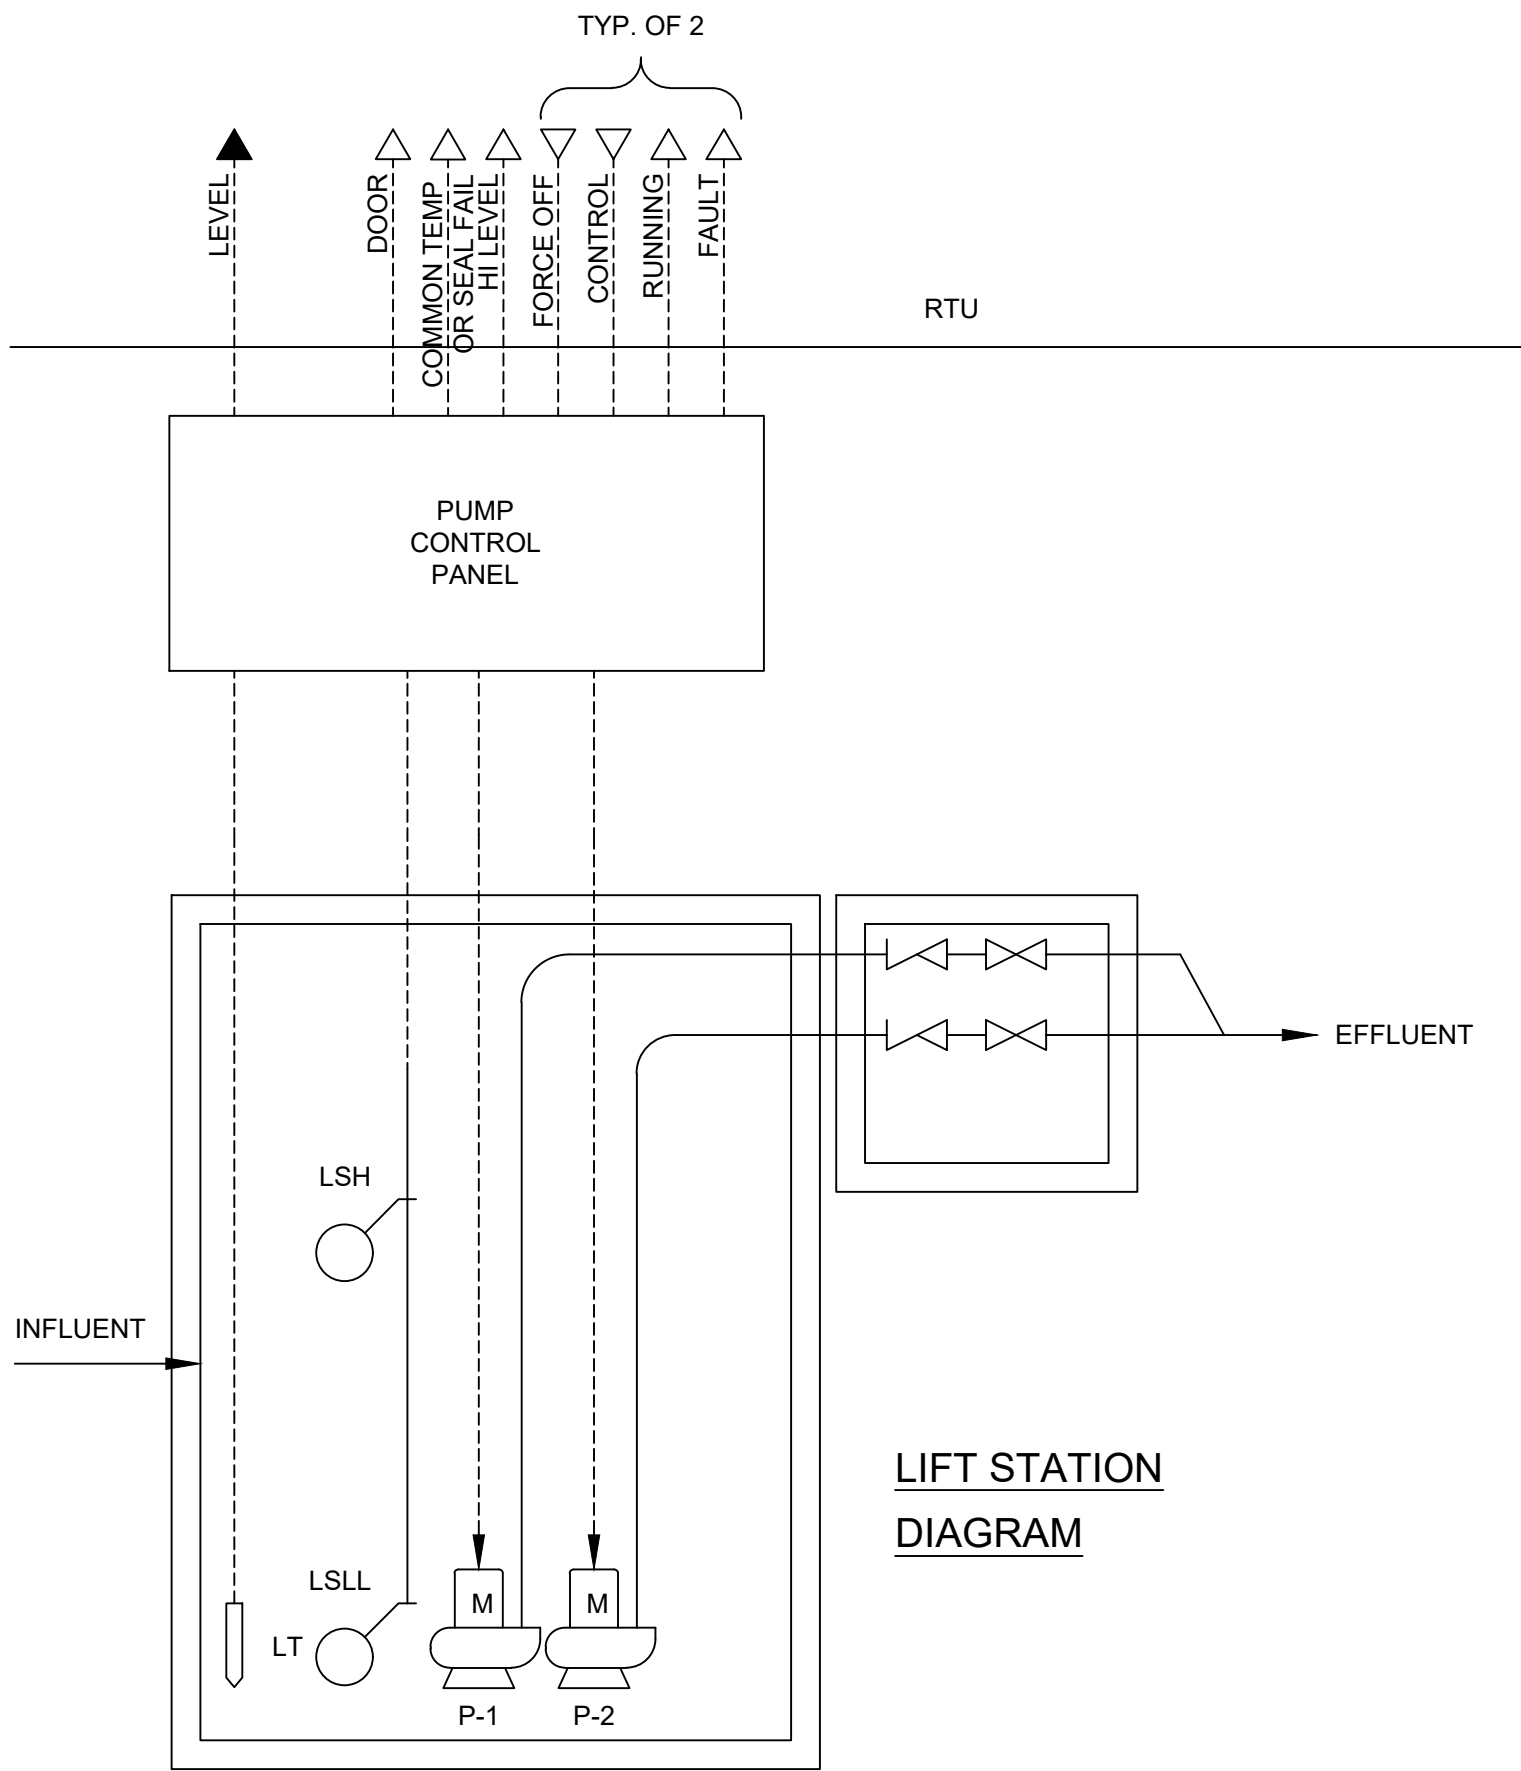 TYP. OF 2
LEVEL
DOOR
COMMON TEMP
OR SEAL FAIL
HI LEVEL
FORCE OFF
CONTROL
RUNNING
FAULT
RTU
PUMP
CONTROL
PANEL
EFFLUENT
LSH
INFLUENT
LIFT STATION
DIAGRAM
LSLL
LT
M
M
P-1
P-2